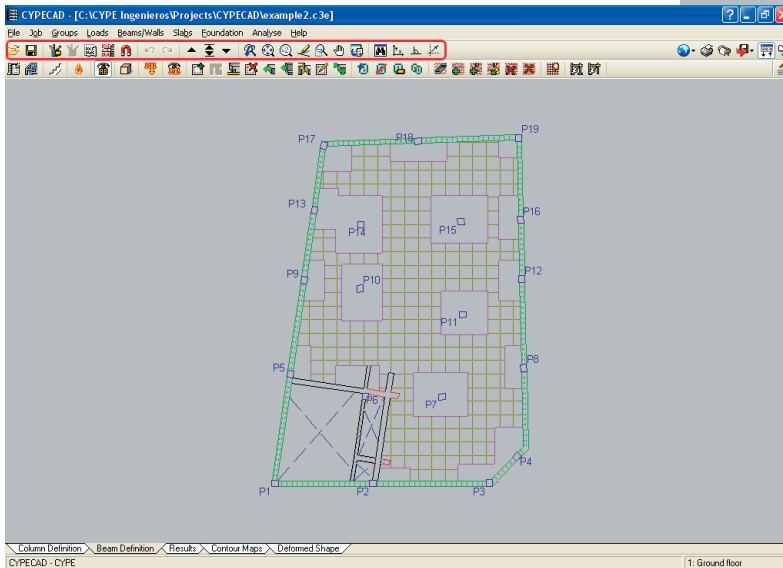 CYPECAD - [C:\CYPE Ingenieros\Projects\CYPECAD\example2.c3e]
File Job Groups Loads Beams/Walls Slabs Foundation Analyse Help
P17 P18 P19
P13 P14 P15 P16
P9 P10 P12
P11
P5 P6 P7 P8
P4
P1 P2 P3
Column Definition Beam Definition Results Contour Maps Deformed Shape
CYPECAD - CYPE 1: Ground floor